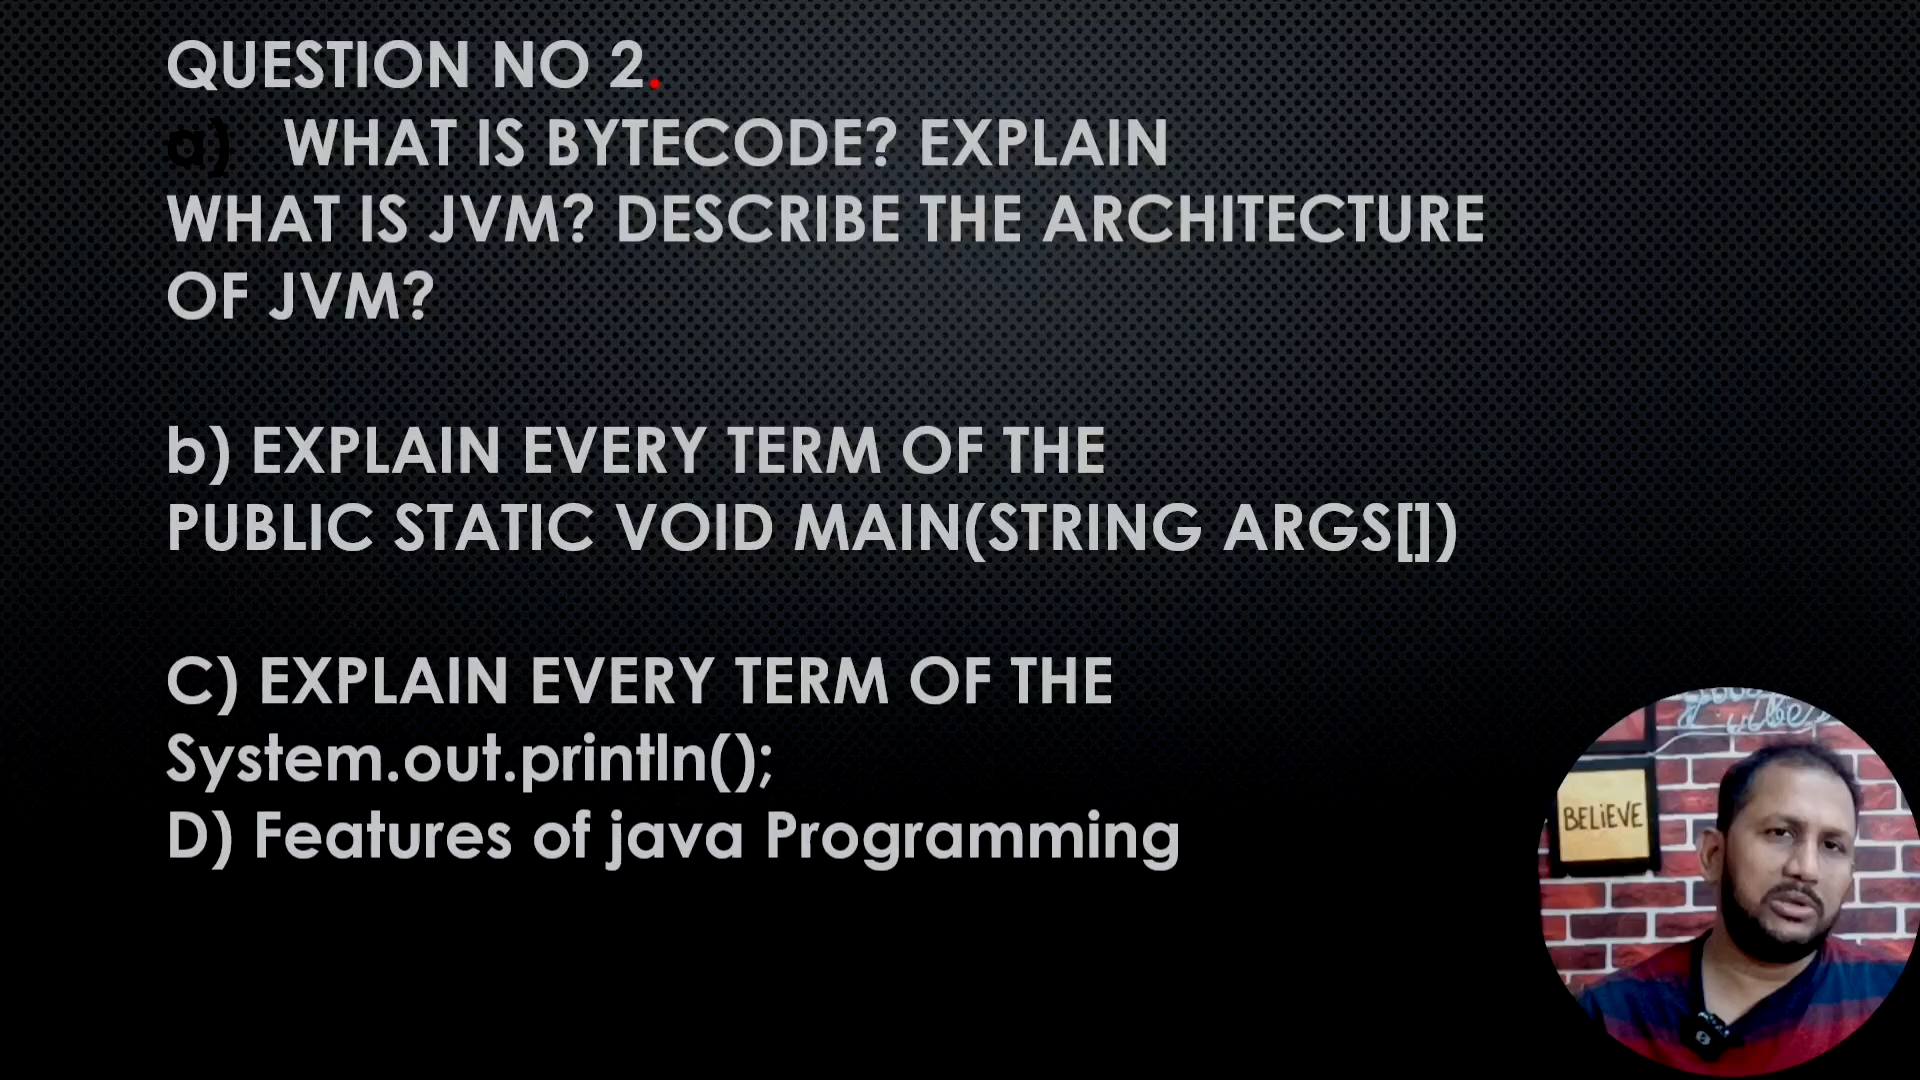 QUESTION NO 2.
a) WHAT IS BYTECODE? EXPLAIN
WHAT IS JVM? DESCRIBE THE ARCHITECTURE
OF JVM?
b) EXPLAIN EVERY TERM OF THE
PUBLIC STATIC VOID MAIN(STRING ARGS[])
C) EXPLAIN EVERY TERM OF THE
System.out.println();
D) Features of java Programming
BELiEVE